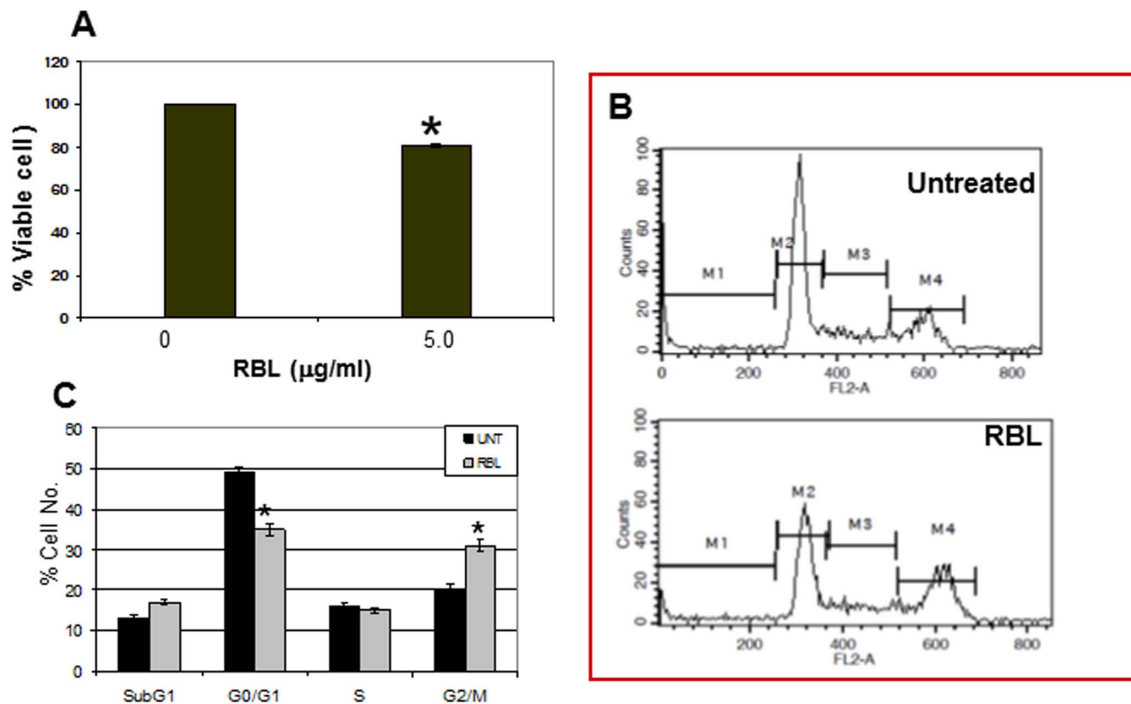 A
120
100
80
60
40
20
0
% Viable cell )
*
0
5.0
RBL (µg/ml)
B
Untreated
100
80
60
40
20
0
Counts
M1
M2
M3
M4
0
200
400
600
800
FL2-A
RBL
100
80
60
40
20
0
Counts
M1
M2
M3
M4
200
400
600
800
FL2-A
C
60
50
40
30
20
10
0
% Cell No.
UNT
RBL
*
*
SubG1
G0/G1
S
G2/M